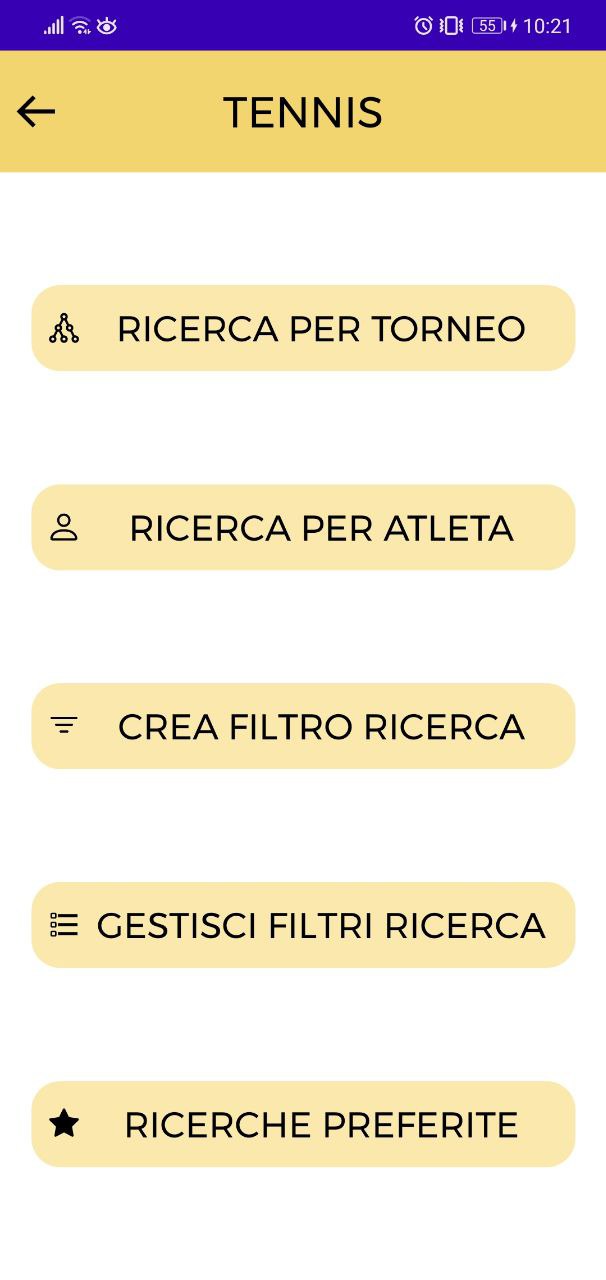 55 10:21
TENNIS
RICERCA PER TORNEO
RICERCA PER ATLETA
CREA FILTRO RICERCA
GESTISCI FILTRI RICERCA
RICERCHE PREFERITE